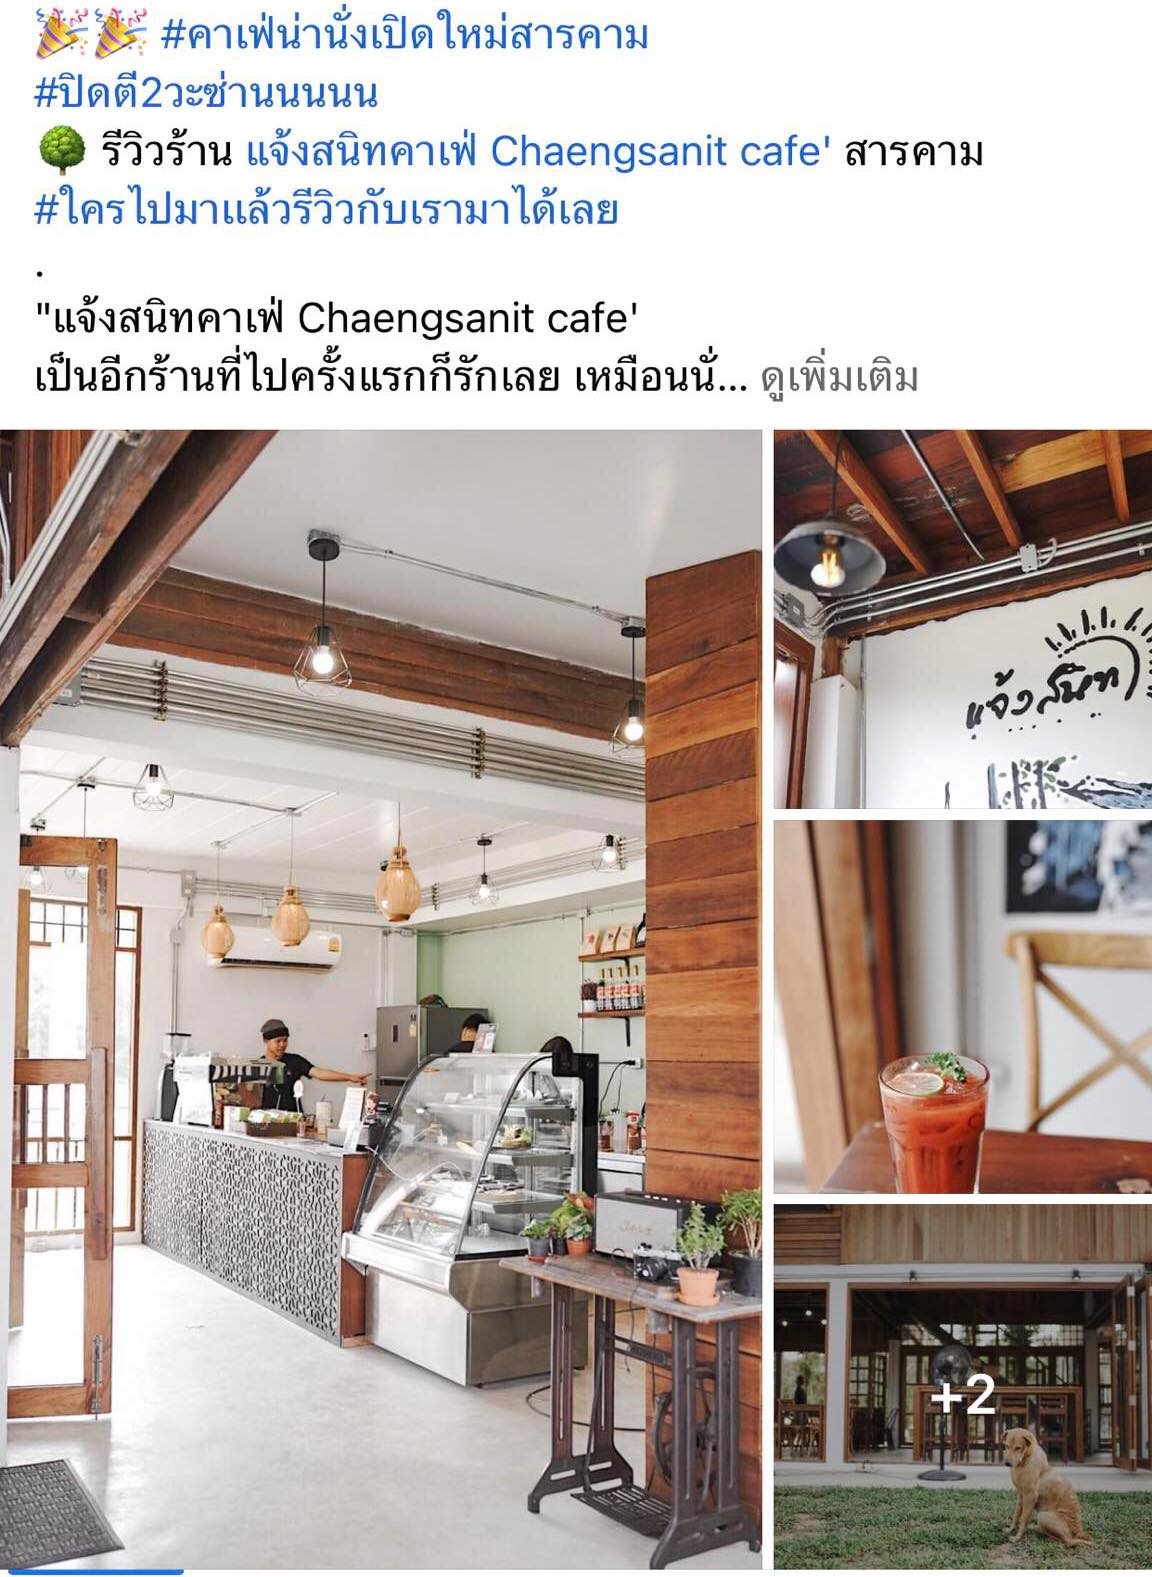 🎉🎉 #คาเฟ่น่านั่งเปิดใหม่สารคาม
#ปิดตี2วะซ่านนนนน
🌳 รีวิวร้าน แจ้งสนิทคาเฟ่ Chaengsanit cafe' สารคาม
#ใครไปมาแล้วรีวิวกับเรามาได้เลย
.
"แจ้งสนิทคาเฟ่ Chaengsanit cafe'
เป็นอีกร้านที่ไปครั้งแรกก็รักเลย เหมือนนั่... ดูเพิ่มเติม
แจ้งสนิท
+2